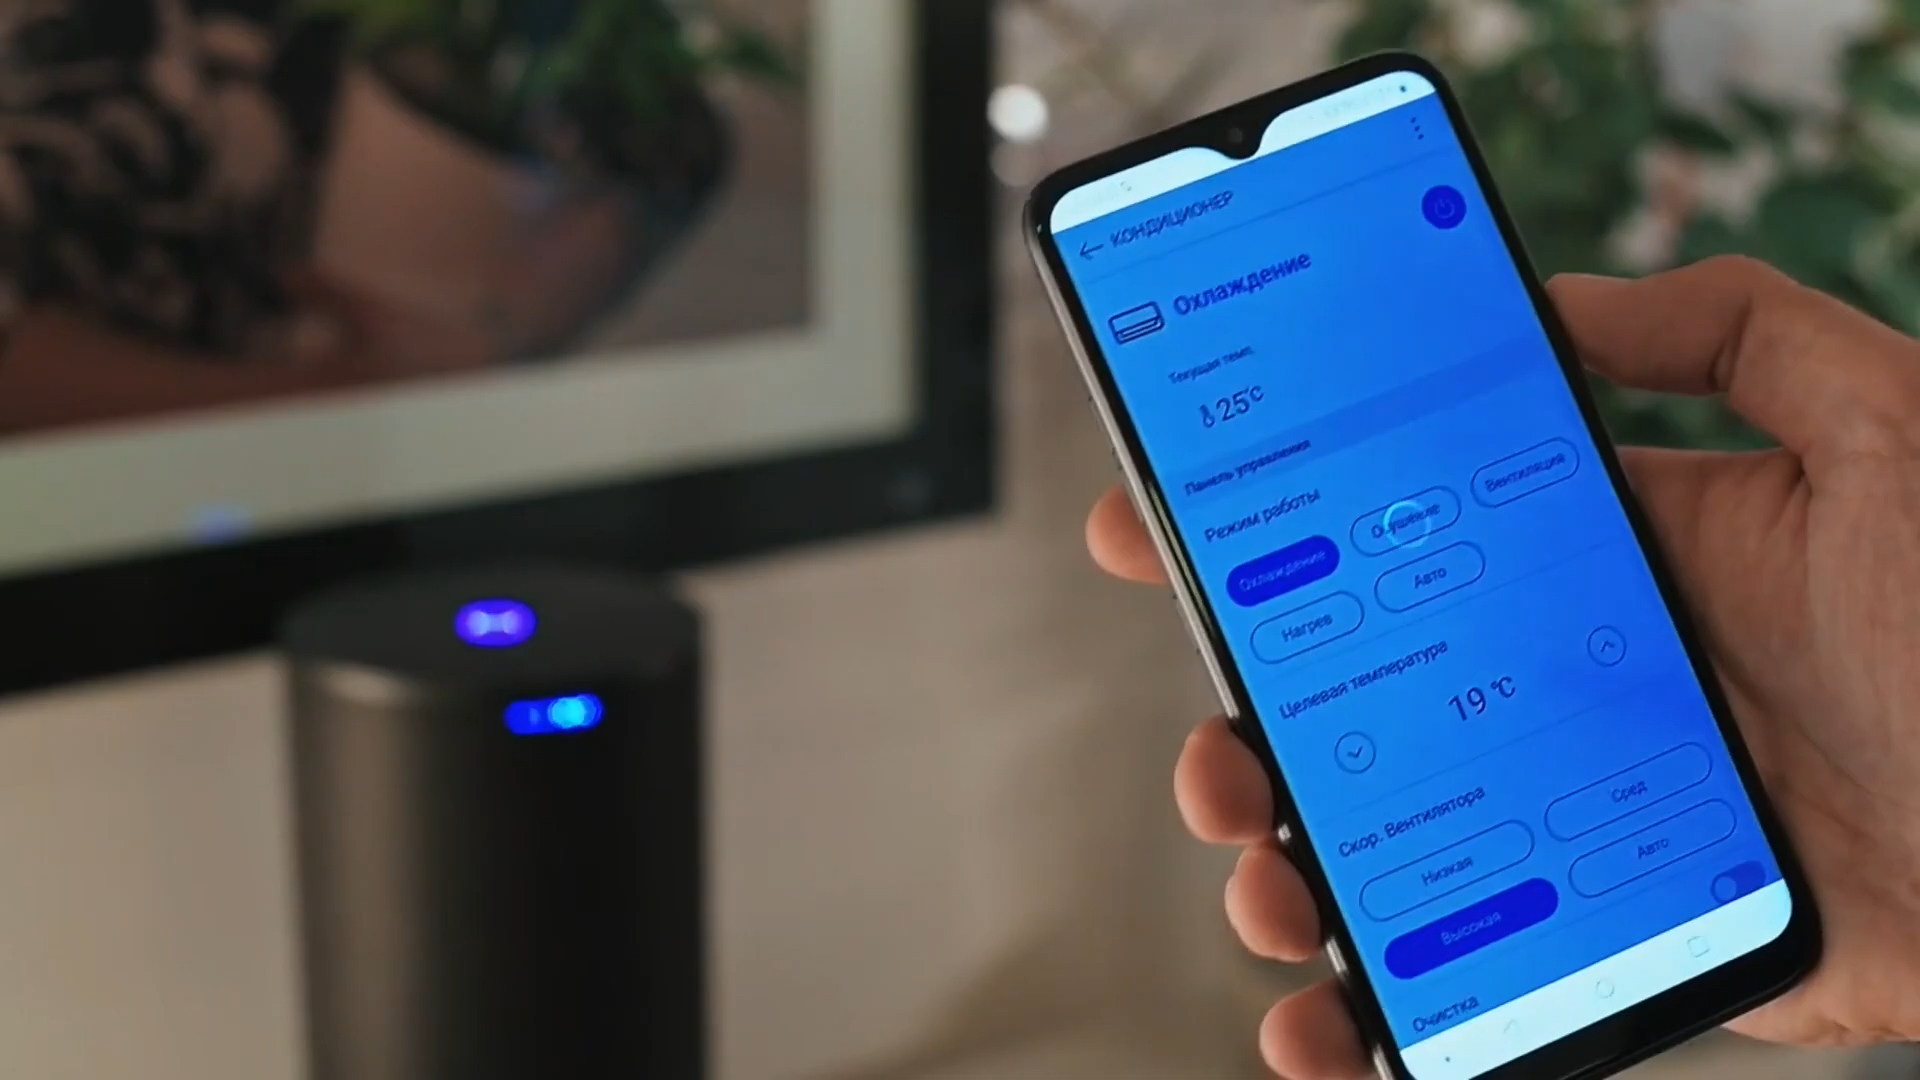 КОНДИЦИОНЕР
Охлаждение
Текущая темп.
25°C
Панель управления
Режим работы
Охлаждение
Осушение
Вентиляция
Нагрев
Авто
Целевая температура
19 °C
Скор. Вентилятора
Низкая
Сред
Высокая
Авто
Очистка